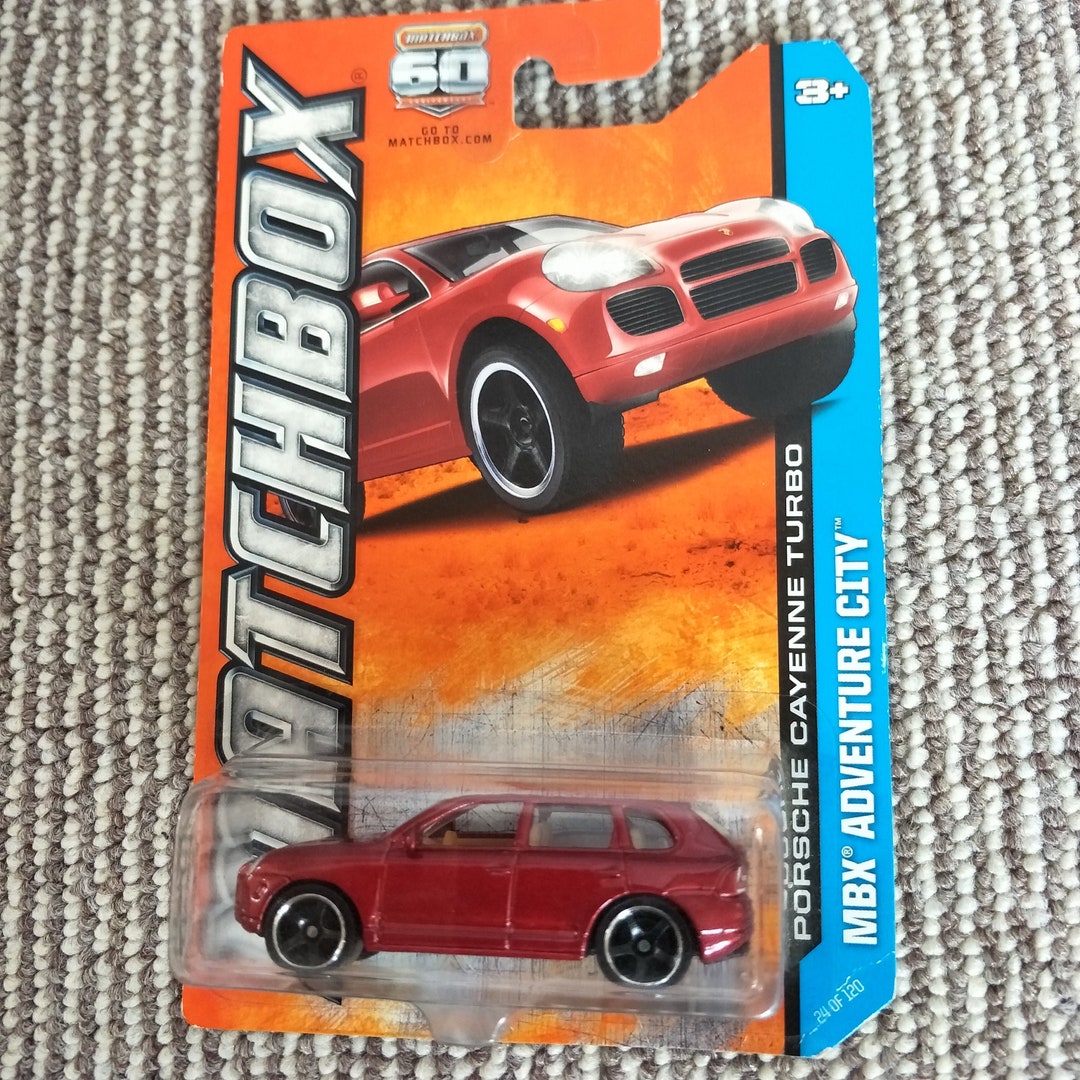 MATCHBOX
60
GO TO
MATCHBOX.COM
3+
MATCHBOX®
PORSCHE CAYENNE TURBO
MBX® ADVENTURE CITY™
24 OF 120